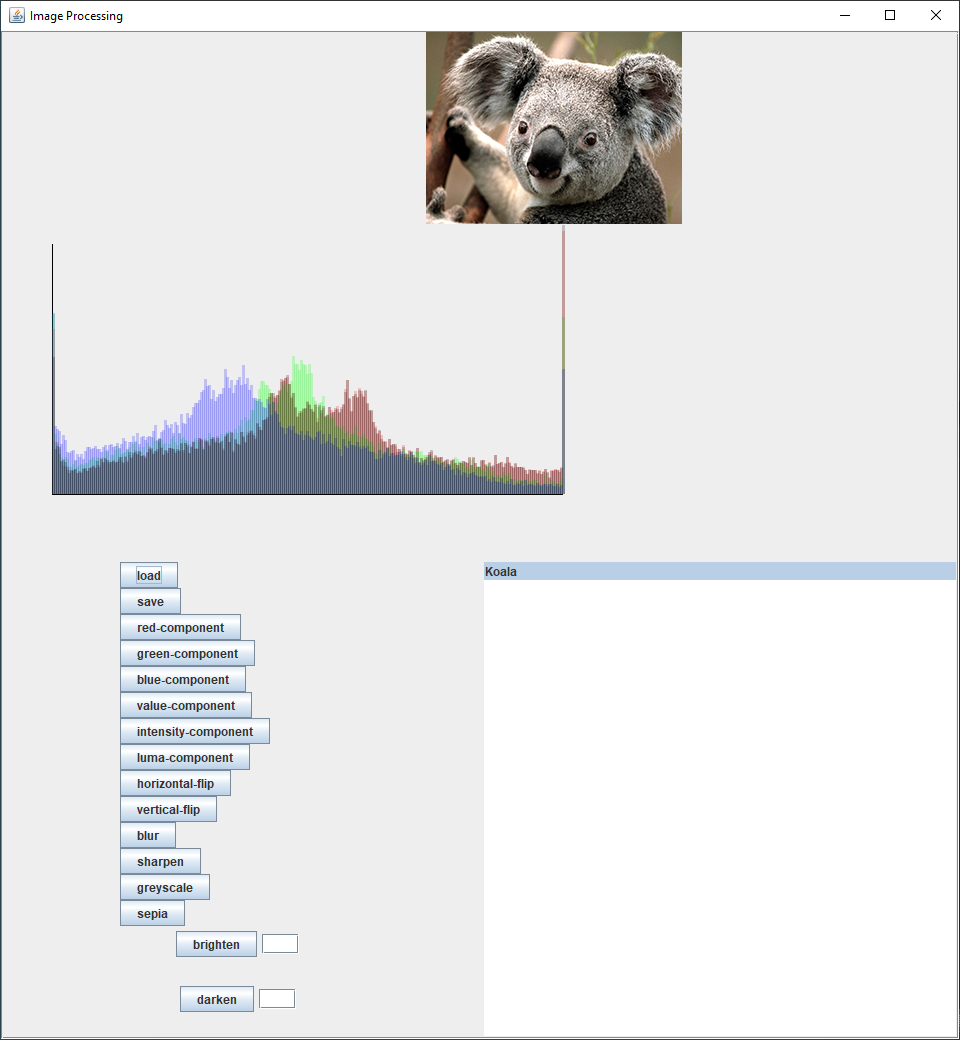 Image Processing
load
Koala
save
red-component
green-component
blue-component
value-component
intensity-component
luma-component
horizontal-flip
vertical-flip
blur
sharpen
greyscale
sepia
brighten
darken